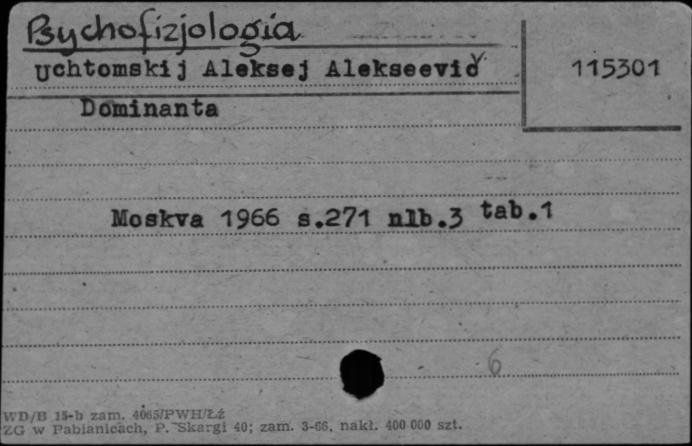 Psychofizjologia
Uchtomskij Aleksej Alekseevič
115301
Dominanta
Moskva 1966 s.271 nlb.3 tab.1
6
WD/B 15-b zam. 4065/PWH/Łź
ZG w Pabianicach, P. Skargi 40; zam. 3-66, nakł. 400 000 szt.